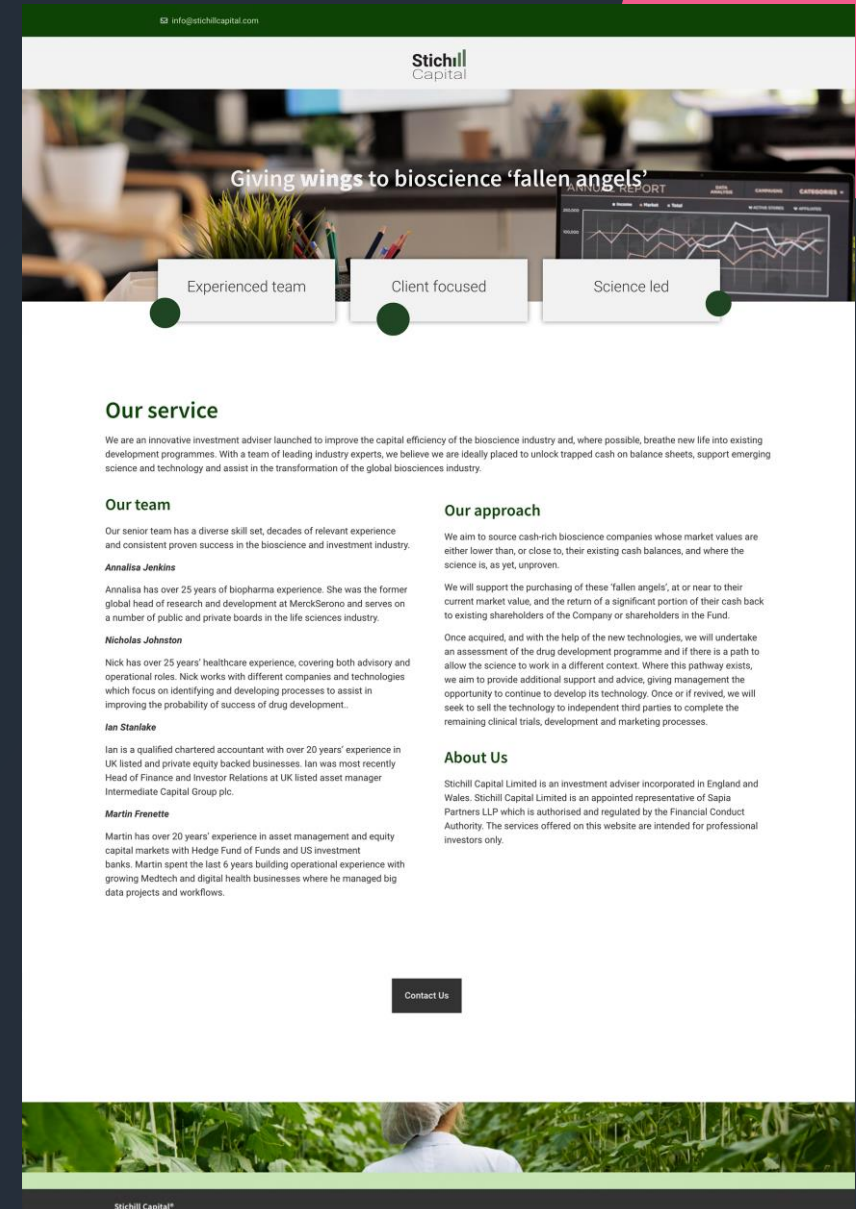 info@stichillcapital.com
Stichill
Capital
Giving wings to bioscience ‘fallen angels’
ANNUAL REPORT
DATA
ANALYSIS
CAMPAIGNS
CATEGORIES
Income
Market
Total
ACTIVE STORES
AFFILIATED
200,000
100,000
Experienced team
Client focused
Science led
Our service
We are an innovative investment adviser launched to improve the capital efficiency of the bioscience industry and, where possible, breathe new life into existing
development programmes. With a team of leading industry experts, we believe we are ideally placed to unlock trapped cash on balance sheets, support emerging
science and technology and assist in the transformation of the global biosciences industry.
Our team
Our senior team has a diverse skill set, decades of relevant experience
and consistent proven success in the bioscience and investment industry.
Annalisa Jenkins
Annalisa has over 25 years of biopharma experience. She was the former
global head of research and development at MerckSerono and serves on
a number of public and private boards in the life sciences industry.
Nicholas Johnston
Nick has over 25 years’ healthcare experience, covering both advisory and
operational roles. Nick works with different companies and technologies
which focus on identifying and developing processes to assist in
improving the probability of success of drug development..
Ian Stanlake
Ian is a qualified chartered accountant with over 20 years’ experience in
UK listed and private equity backed businesses. Ian was most recently
Head of Finance and Investor Relations at UK listed asset manager
Intermediate Capital Group plc.
Martin Frenette
Martin has over 20 years’ experience in asset management and equity
capital markets with Hedge Fund of Funds and US investment
banks. Martin spent the last 6 years building operational experience with
growing Medtech and digital health businesses where he managed big
data projects and workflows.
Our approach
We aim to source cash-rich bioscience companies whose market values are
either lower than, or close to, their existing cash balances, and where the
science is, as yet, unproven.
We will support the purchasing of these ‘fallen angels’, at or near to their
current market value, and the return of a significant portion of their cash back
to existing shareholders of the Company or shareholders in the Fund.
Once acquired, and with the help of the new technologies, we will undertake
an assessment of the drug development programme and if there is a path to
allow the science to work in a different context. Where this pathway exists,
we aim to provide additional support and advice, giving management the
opportunity to continue to develop its technology. Once or if revived, we will
seek to sell the technology to independent third parties to complete the
remaining clinical trials, development and marketing processes.
About Us
Stichill Capital Limited is an investment adviser incorporated in England and
Wales. Stichill Capital Limited is an appointed representative of Sapia
Partners LLP which is authorised and regulated by the Financial Conduct
Authority. The services offered on this website are intended for professional
investors only.
Contact Us
Stichill Capital®